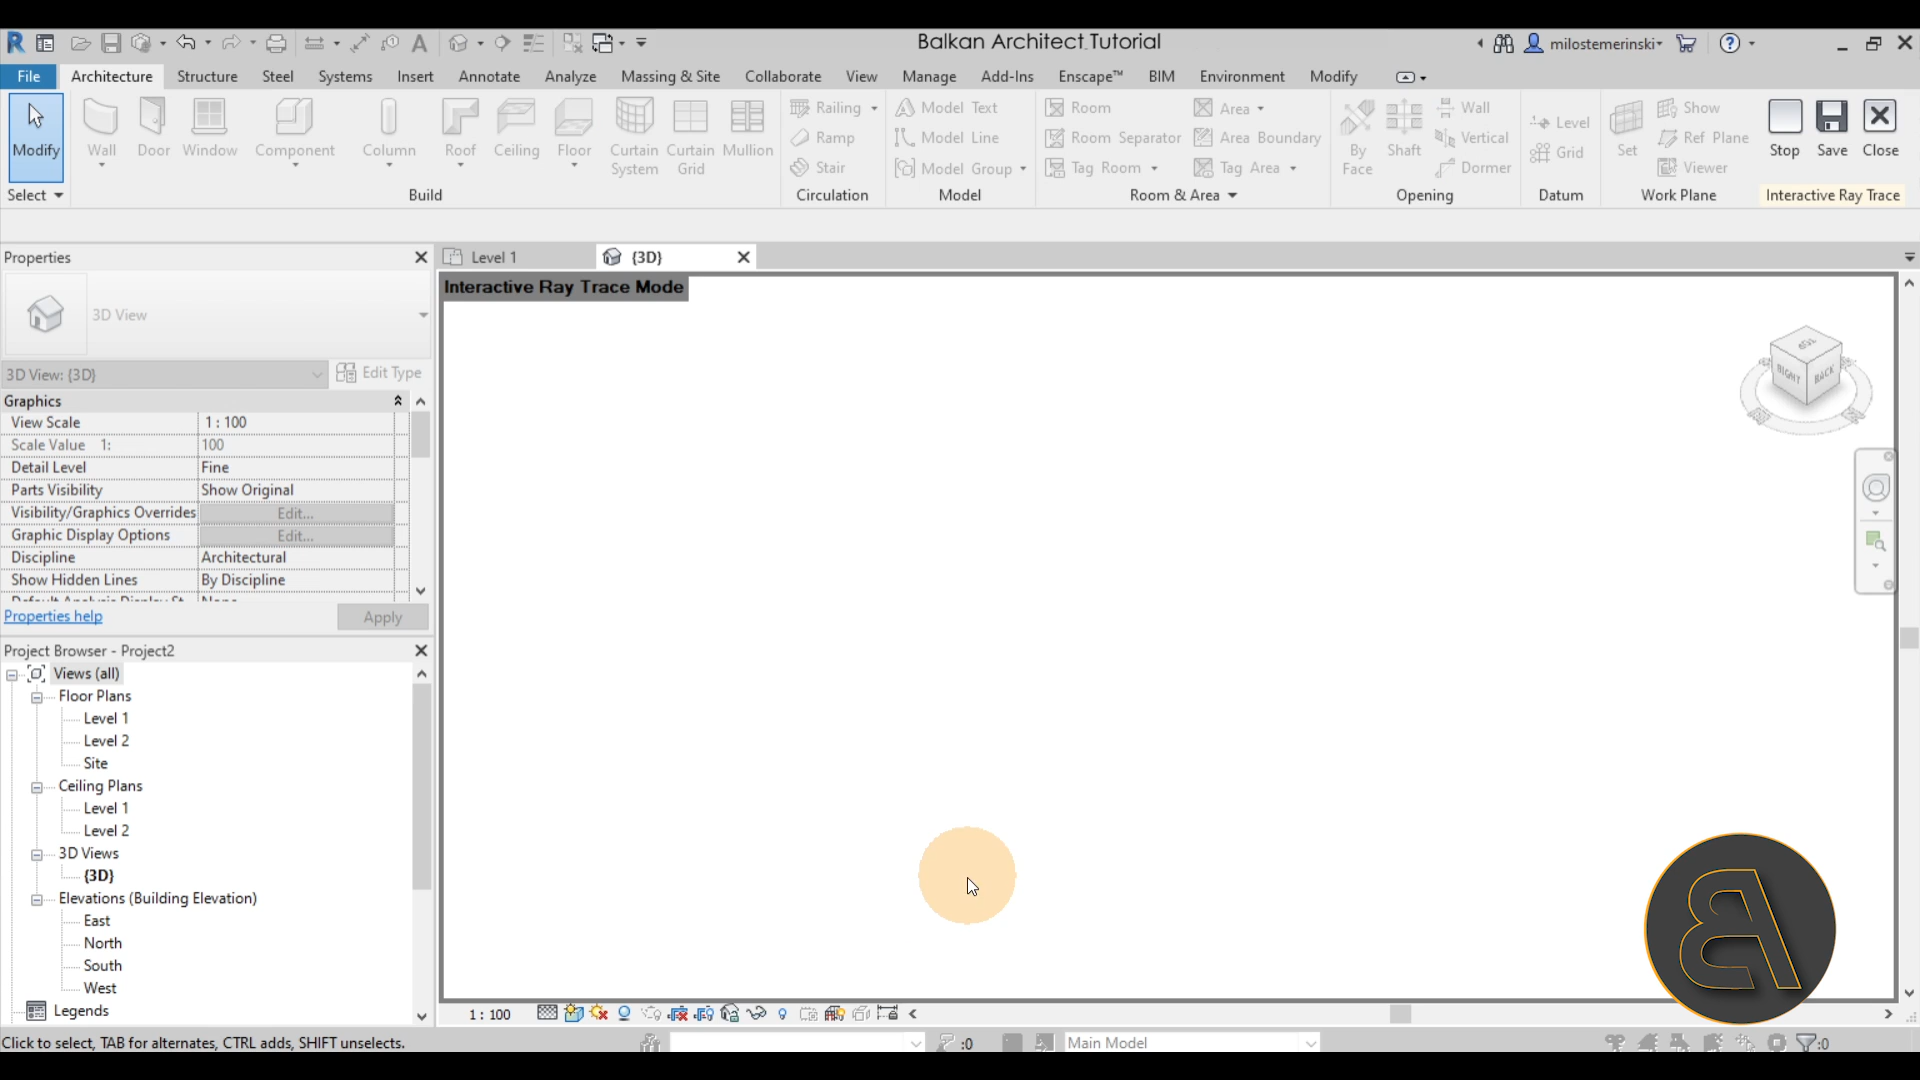 Balkan Architect Tutorial
milostemerinski
File Architecture Structure Steel Systems Insert Annotate Analyze Massing & Site Collaborate View Manage Add-Ins Enscape™ BIM Environment Modify
Modify
Wall
Door
Window
Component
Column
Roof
Ceiling
Floor
Curtain System
Curtain Grid
Mullion
Railing
Ramp
Stair
Model Text
Model Line
Model Group
Room
Room Separator
Tag Room
Area
Area Boundary
Tag Area
By Face
Shaft
Wall
Vertical
Dormer
Level
Grid
Set
Show
Ref Plane
Viewer
Stop
Save
Close
Select Build Circulation Model Room & Area Opening Datum Work Plane Interactive Ray Trace
Properties
Level 1
{3D}
Interactive Ray Trace Mode
3D View
3D View: {3D}
Edit Type
Graphics
View Scale 1 : 100
Scale Value 1: 100
Detail Level Fine
Parts Visibility Show Original
Visibility/Graphics Overrides Edit...
Graphic Display Options Edit...
Discipline Architectural
Show Hidden Lines By Discipline
Properties help
Apply
TOP
RIGHT
BACK
Project Browser - Project2
Views (all)
Floor Plans
Level 1
Level 2
Site
Ceiling Plans
Level 1
Level 2
3D Views
{3D}
Elevations (Building Elevation)
East
North
South
West
Legends
1 : 100
Click to select, TAB for alternates, CTRL adds, SHIFT unselects.
:0
Main Model
:0